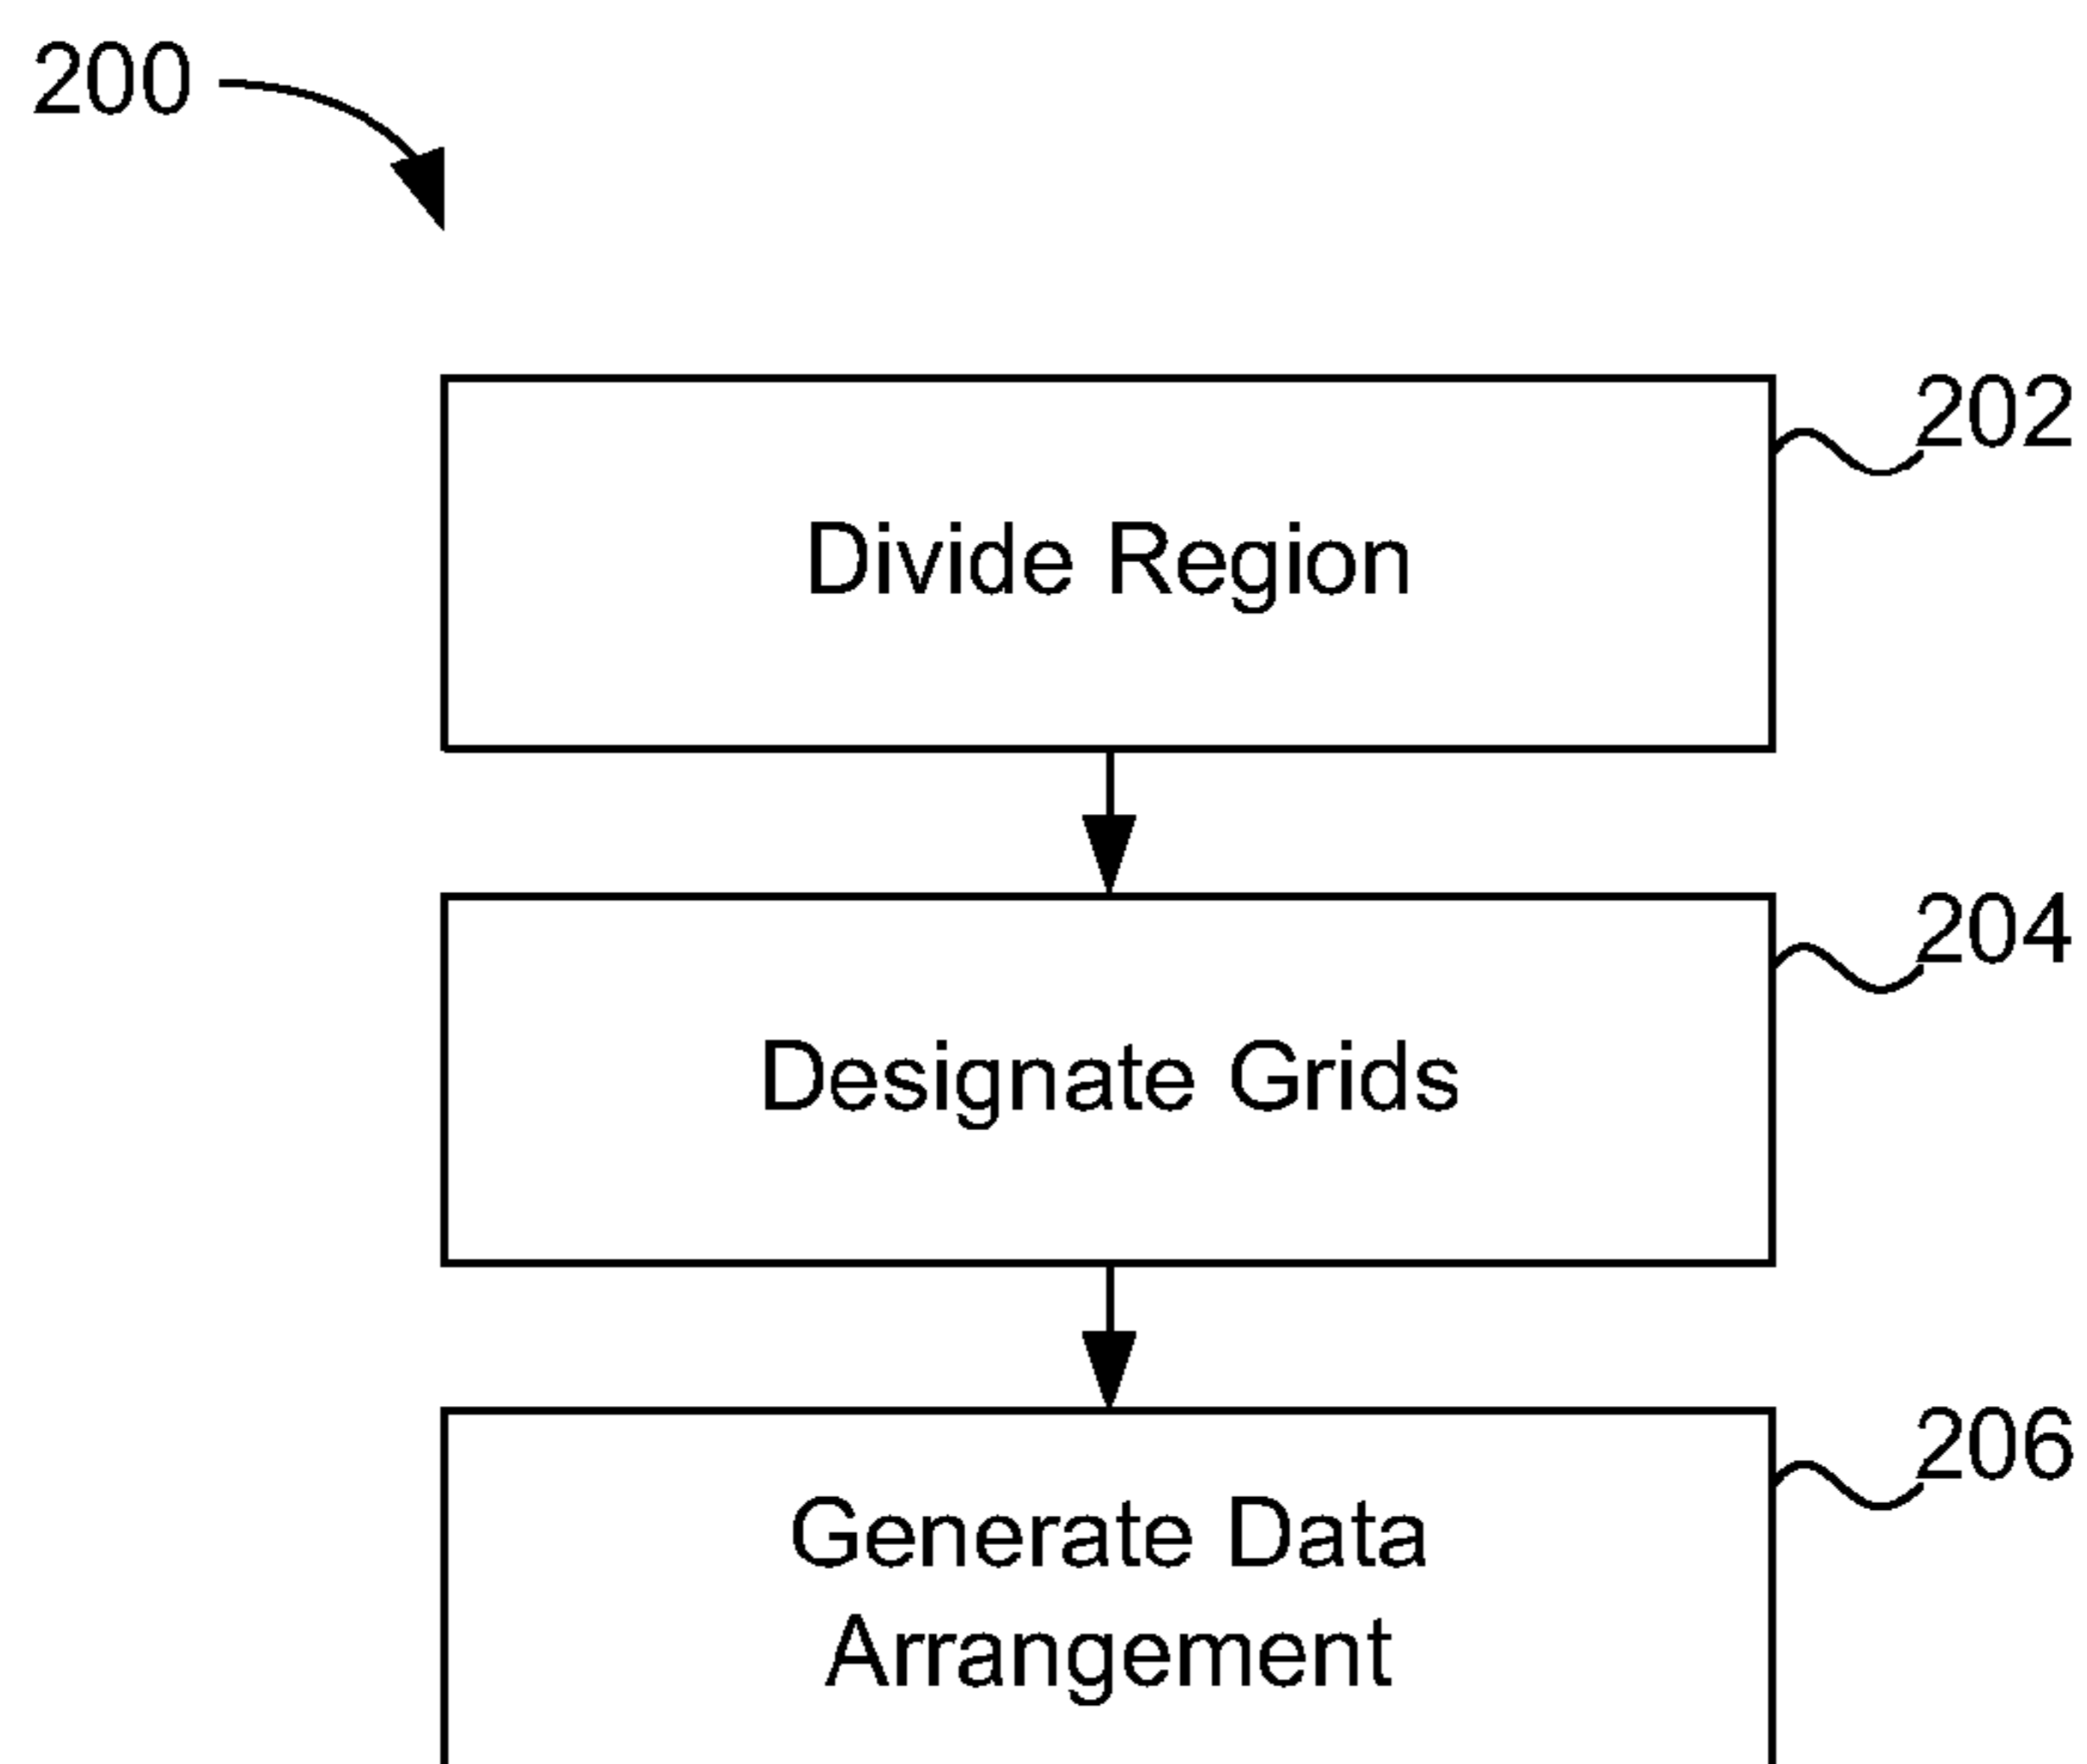 200
202
Divide Region
204
Designate Grids
206
Generate Data
Arrangement